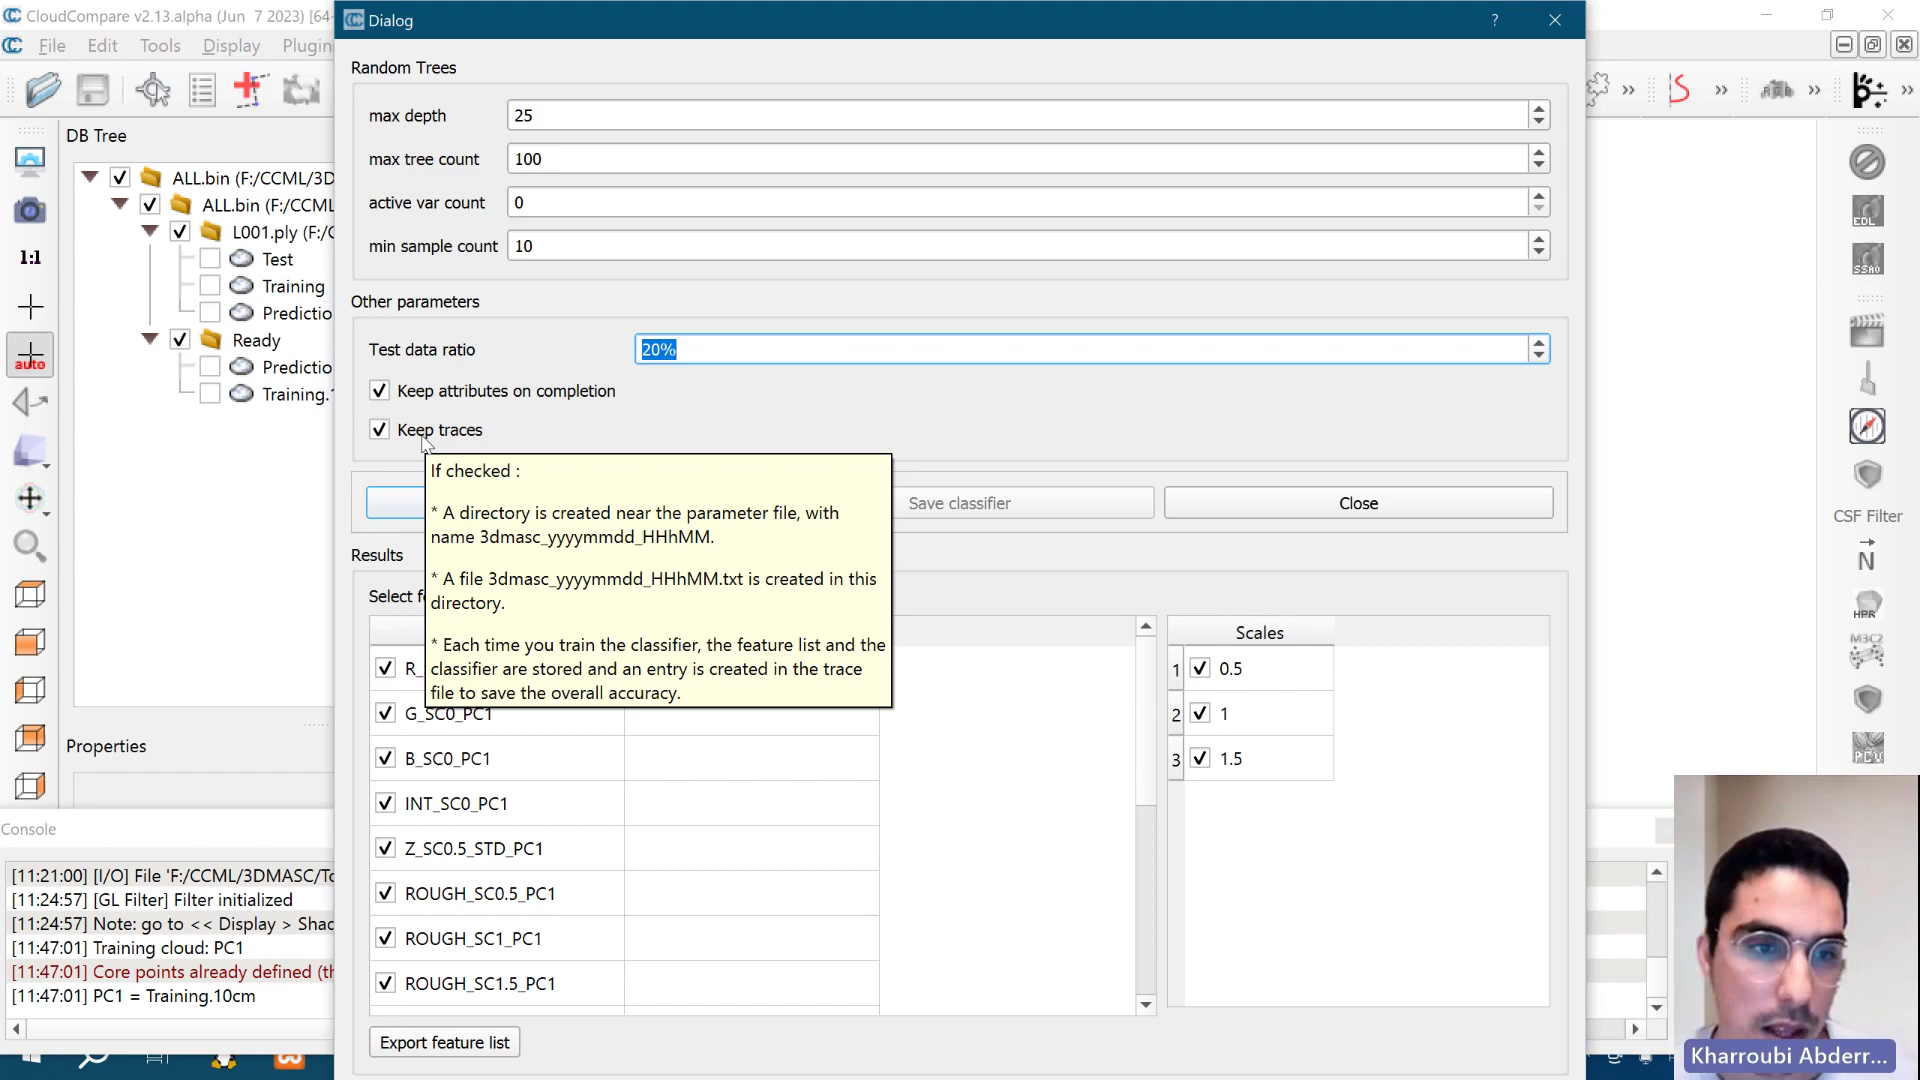 CloudCompare v2.13.alpha (Jun 7 2023) [64-
Dialog
?
File Edit Tools Display Plugin
DB Tree
ALL.bin (F:/CCML/3D
ALL.bin (F:/CCML
L001.ply (F:/C
Test
Training
Predictio
Ready
Predictio
Training.1
1:1
auto
Properties
Random Trees
max depth 25
max tree count 100
active var count 0
min sample count 10
Other parameters
Test data ratio 20%
Keep attributes on completion
Keep traces
If checked :
* A directory is created near the parameter file, with
name 3dmasc_yyyymmdd_HHhMM.
* A file 3dmasc_yyyymmdd_HHhMM.txt is created in this
directory.
* Each time you train the classifier, the feature list and the
classifier are stored and an entry is created in the trace
file to save the overall accuracy.
Save classifier
Close
Results
Select f
Scales
R_
G_SC0_PC1
B_SC0_PC1
INT_SC0_PC1
Z_SC0.5_STD_PC1
ROUGH_SC0.5_PC1
ROUGH_SC1_PC1
ROUGH_SC1.5_PC1
1 0.5
2 1
3 1.5
Export feature list
EDL
SSAO
CSF Filter
N
HPR
M3C2
PCV
Console
[11:21:00] [I/O] File 'F:/CCML/3DMASC/To
[11:24:57] [GL Filter] Filter initialized
[11:24:57] Note: go to << Display > Shad
[11:47:01] Training cloud: PC1
[11:47:01] Core points already defined (th
[11:47:01] PC1 = Training.10cm
Kharroubi Abderr...